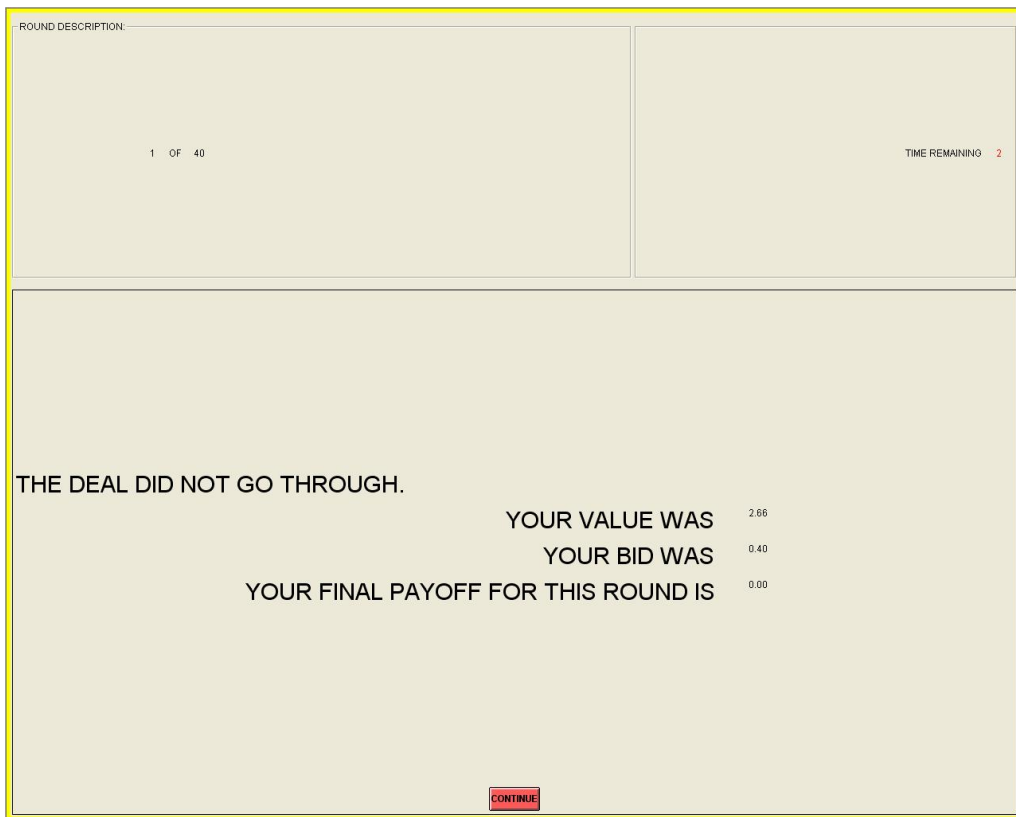 ROUND DESCRIPTION:
1 OF 40
TIME REMAINING 2
THE DEAL DID NOT GO THROUGH.
YOUR VALUE WAS 2.66
YOUR BID WAS 0.40
YOUR FINAL PAYOFF FOR THIS ROUND IS 0.00
CONTINUE